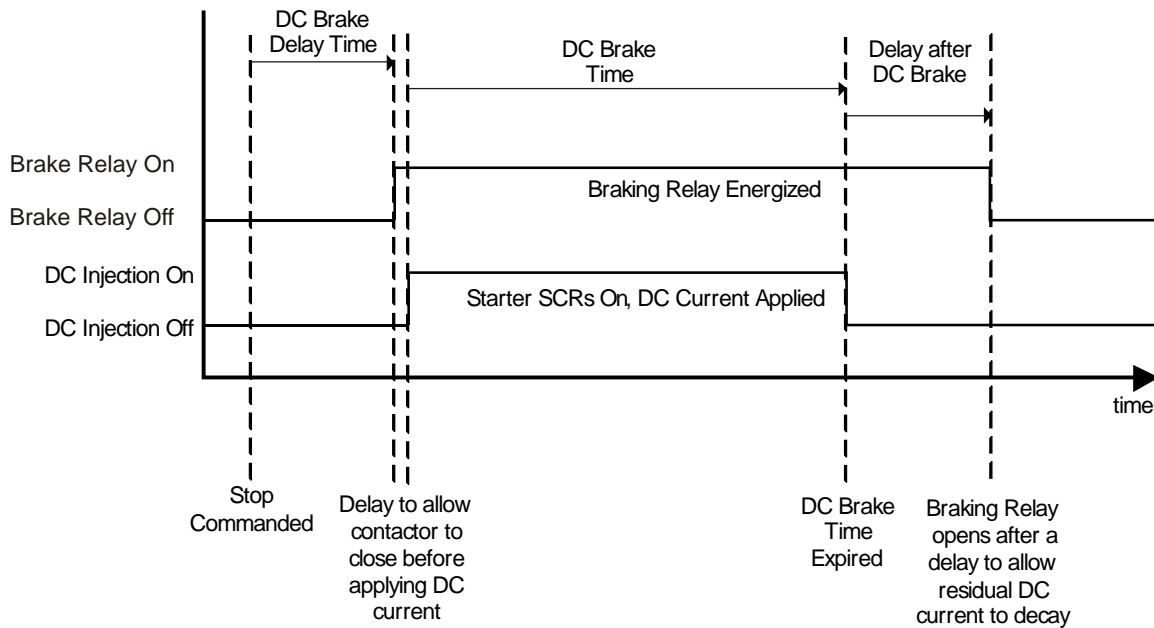 DC Brake
Delay Time
DC Brake
Time
Delay after
DC Brake
Brake Relay On
Braking Relay Energized
Brake Relay Off
DC Injection On
Starter SCRs On, DC Current Applied
DC Injection Off
time
Stop
Commanded
Delay to allow
contactor to
close before
applying DC
current
DC Brake
Time
Expired
Braking Relay
opens after a
delay to allow
residual DC
current to decay